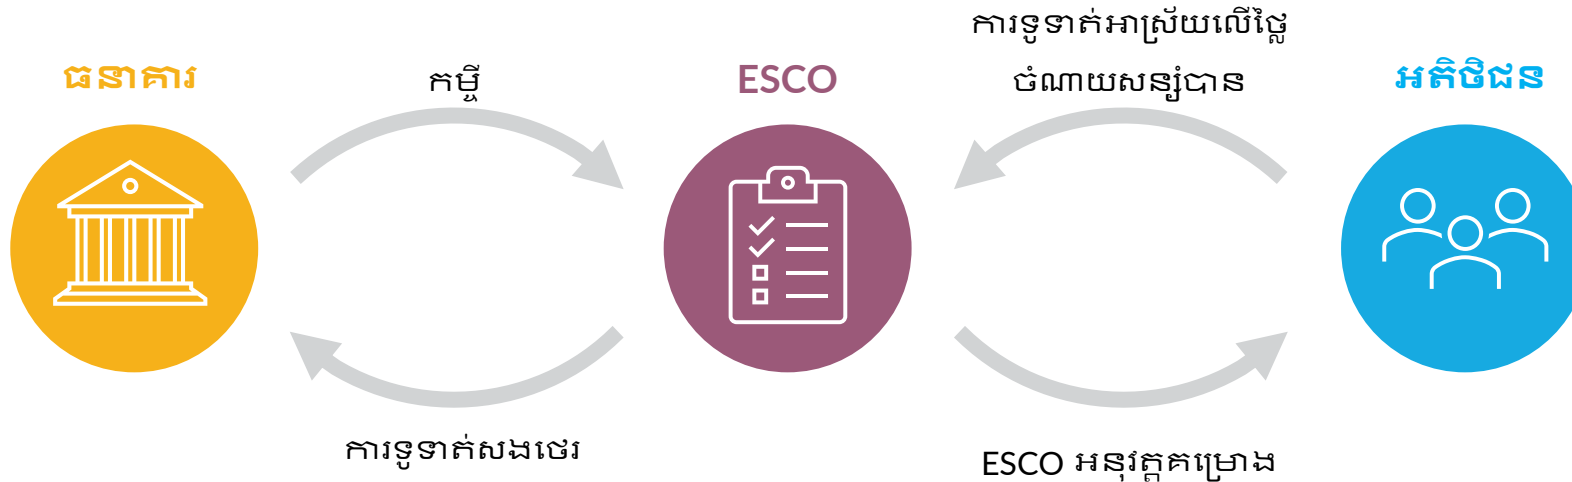 ធនាគារ
កម្ចី
ESCO
ការទូទាត់អាស្រ័យលើថ្លៃ
ចំណាយសន្សំបាន
អតិថិជន
ការទូទាត់សងថេរ
ESCO អនុវត្តគម្រោង